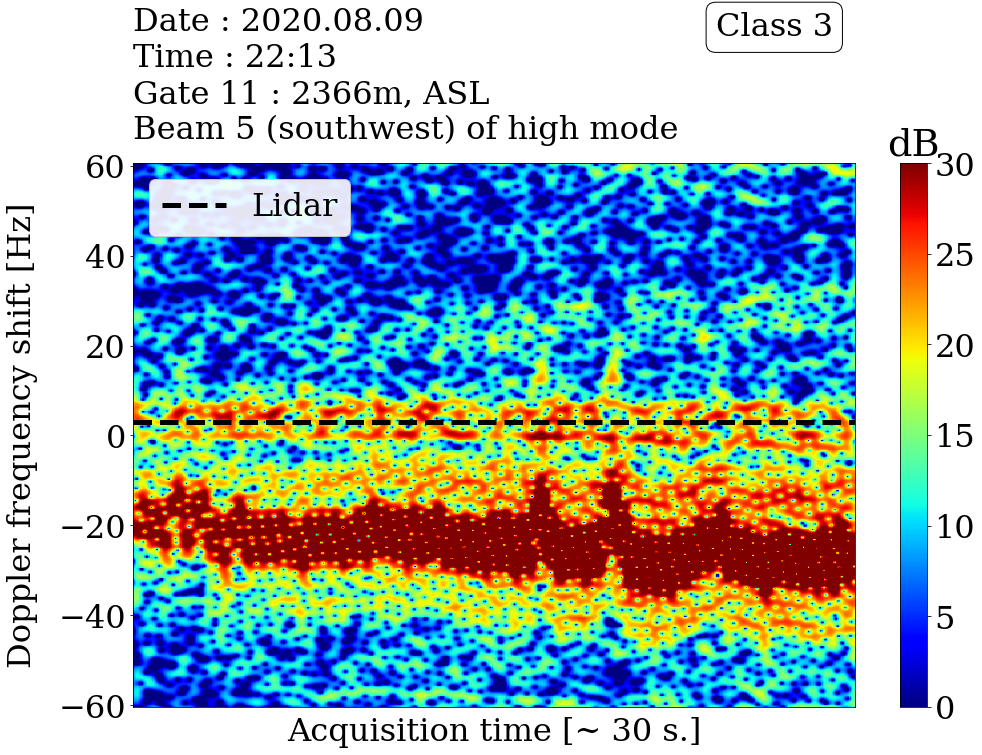 Date : 2020.08.09
Time : 22:13
Gate 11 : 2366m, ASL
Beam 5 (southwest) of high mode
Class 3
dB
Lidar
Doppler frequency shift [Hz]
60
40
20
0
−20
−40
−60
30
25
20
15
10
5
0
Acquisition time [~ 30 s.]